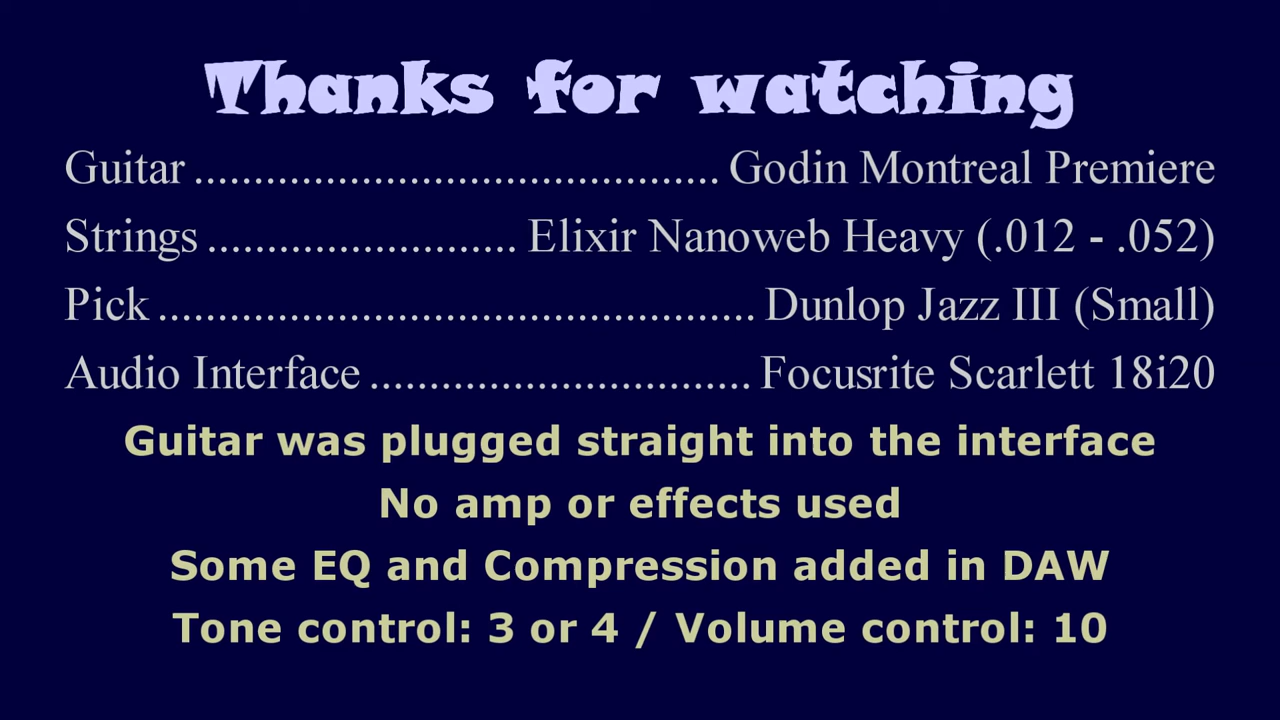 Thanks for watching
Guitar ............................................ Godin Montreal Premiere
Strings .......................... Elixir Nanoweb Heavy (.012 - .052)
Pick .................................................. Dunlop Jazz III (Small)
Audio Interface ................................ Focusrite Scarlett 18i20
Guitar was plugged straight into the interface
No amp or effects used
Some EQ and Compression added in DAW
Tone control: 3 or 4 / Volume control: 10